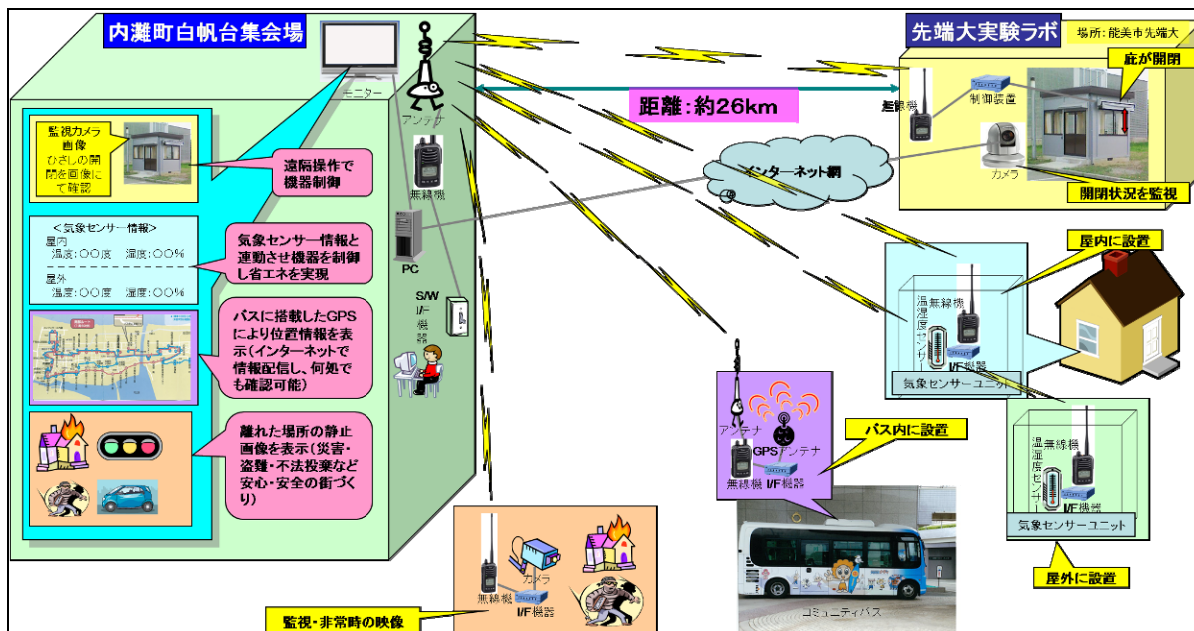 内灘町白帆台集会場
モニター
アンテナ
無線機
PC
S/W
I/F
機
器
監視カメラ
画像
ひさしの開
閉を画像に
て確認
遠隔操作で
機器制御
<気象センサー情報>
屋内
温度:〇〇度 湿度:〇〇%
屋外
温度:〇〇度 湿度:〇〇%
気象センサー情報と
連動させ機器を制御
し省エネを実現
バスに搭載したGPS
により位置情報を表
示(インターネットで
情報配信し、何処で
も確認可能)
離れた場所の静止
画像を表示(災害・
盗難・不法投棄など
安心・安全の街づく
り)
距離:約26km
インターネット網
先端大実験ラボ
場所:能美市先端大
庇が開閉
無線機
制御装置
カメラ
開閉状況を監視
屋内に設置
無線機
温湿度センサー
I/F機器
気象センサーユニット
無線機
温湿度センサー
I/F機器
気象センサーユニット
屋外に設置
アンテナ
GPSアンテナ
無線機 I/F機器
バス内に設置
コミュニティバス
カメラ
無線機
I/F機器
監視・非常時の映像